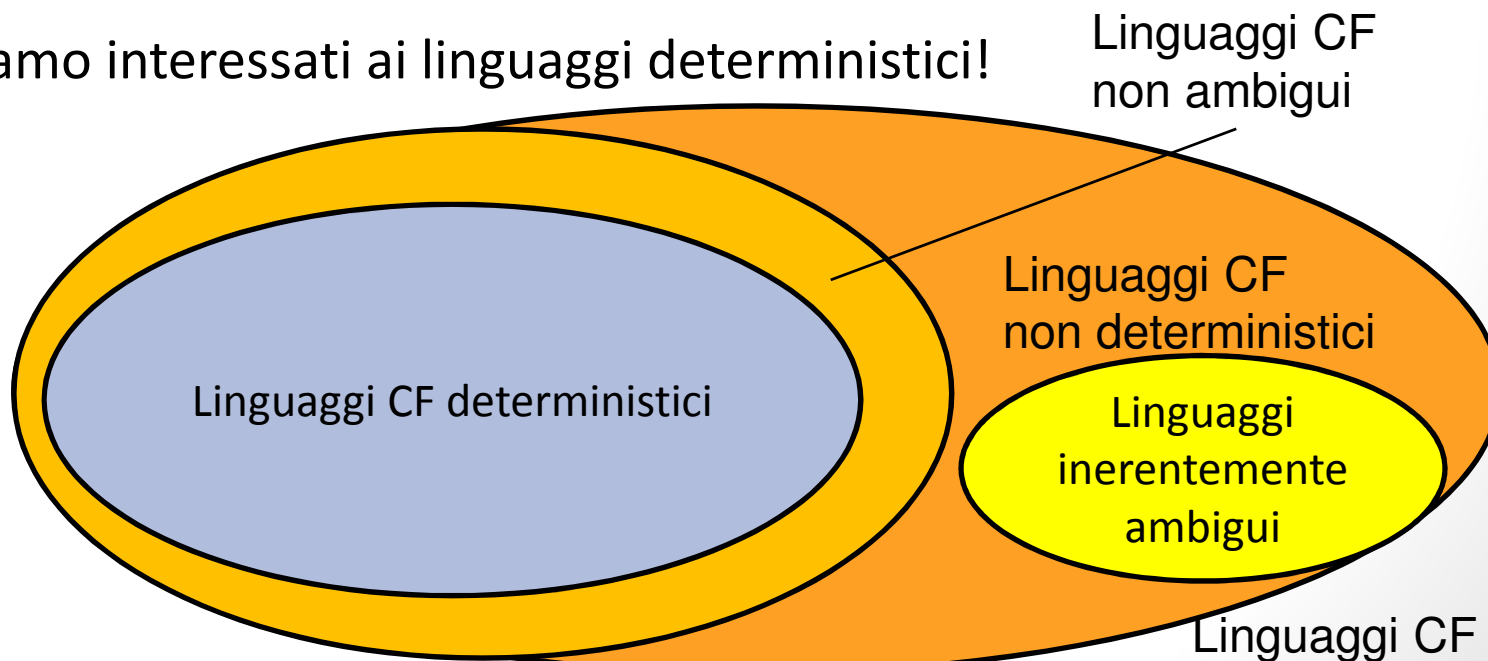 amo interessati ai linguaggi deterministici!
Linguaggi CF
non ambigui
Linguaggi CF
non deterministici
Linguaggi CF deterministici
Linguaggi
inerentemente
ambigui
Linguaggi CF